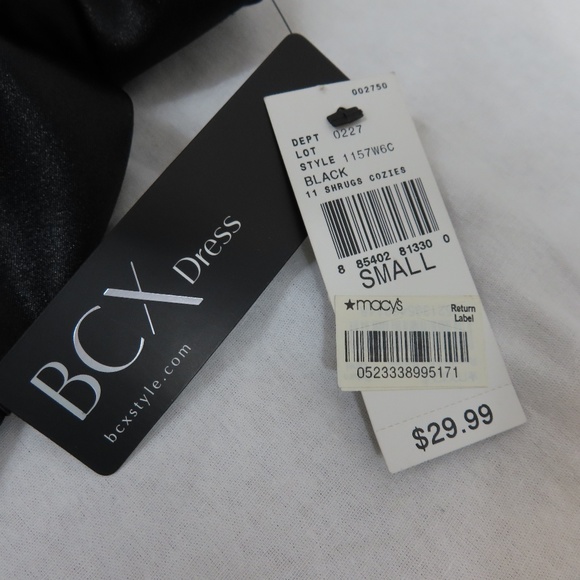 BCX Dress
bcxstyle.com
002750
DEPT 0227
LOT
STYLE 1157W6C
BLACK
11 SHRUGS COZIES
8 85402 81330 0
SMALL
★macy's
Return
Label
0523338995171
$29.99